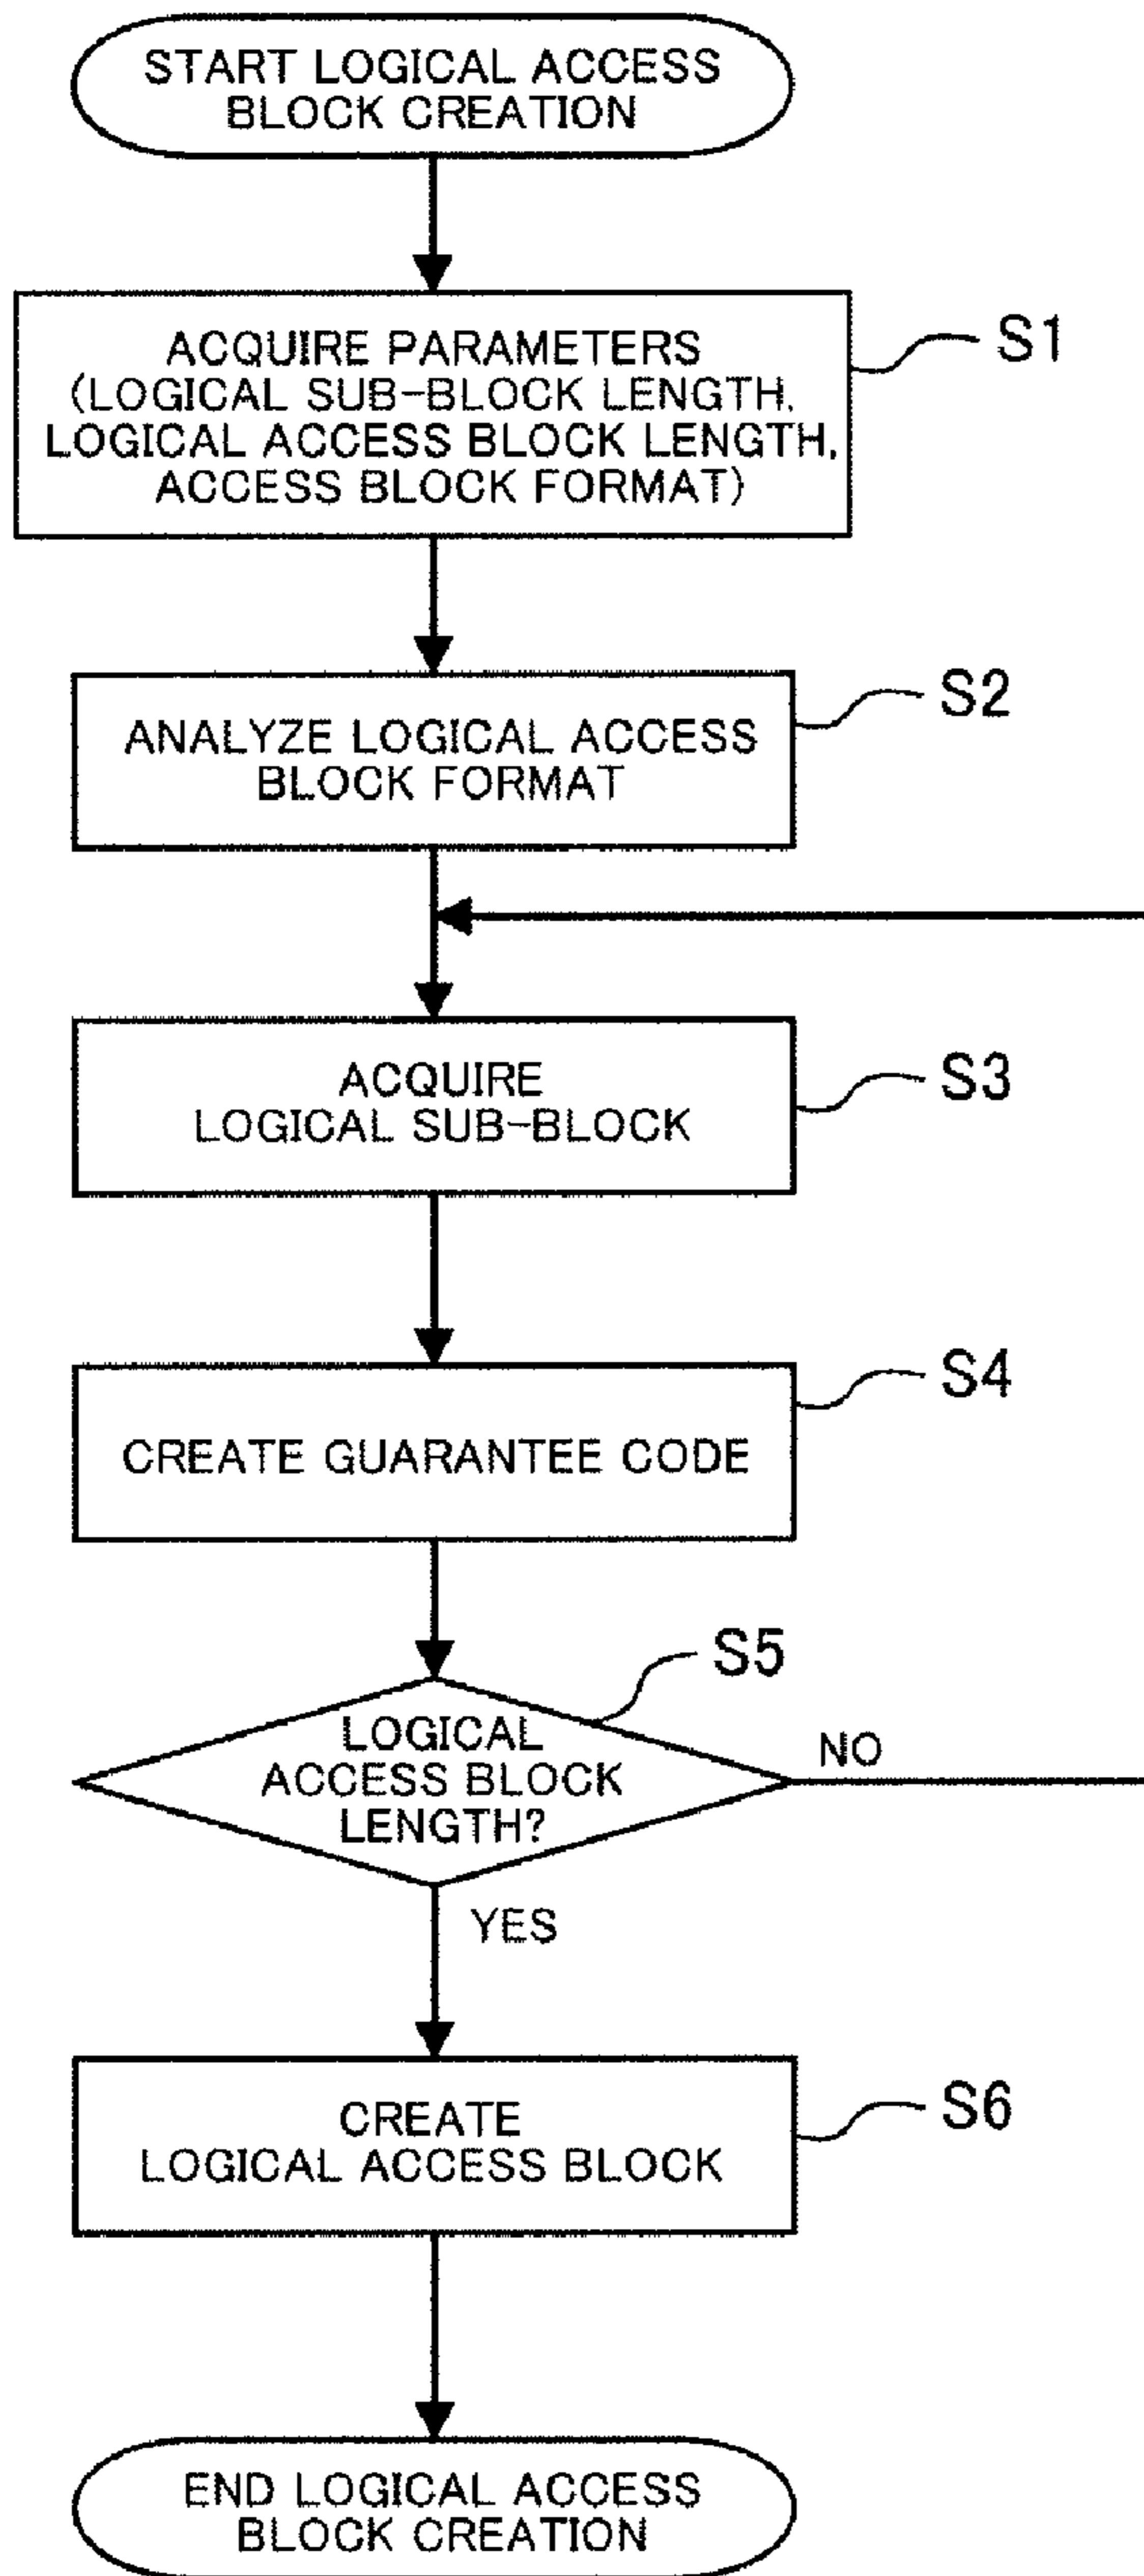 START LOGICAL ACCESS
BLOCK CREATION
ACQUIRE PARAMETERS
(LOGICAL SUB-BLOCK LENGTH,
LOGICAL ACCESS BLOCK LENGTH,
ACCESS BLOCK FORMAT)
S1
ANALYZE LOGICAL ACCESS
BLOCK FORMAT
S2
ACQUIRE
LOGICAL SUB-BLOCK
S3
CREATE GUARANTEE CODE
S4
LOGICAL
ACCESS BLOCK
LENGTH?
S5
NO
YES
CREATE
LOGICAL ACCESS BLOCK
S6
END LOGICAL ACCESS
BLOCK CREATION